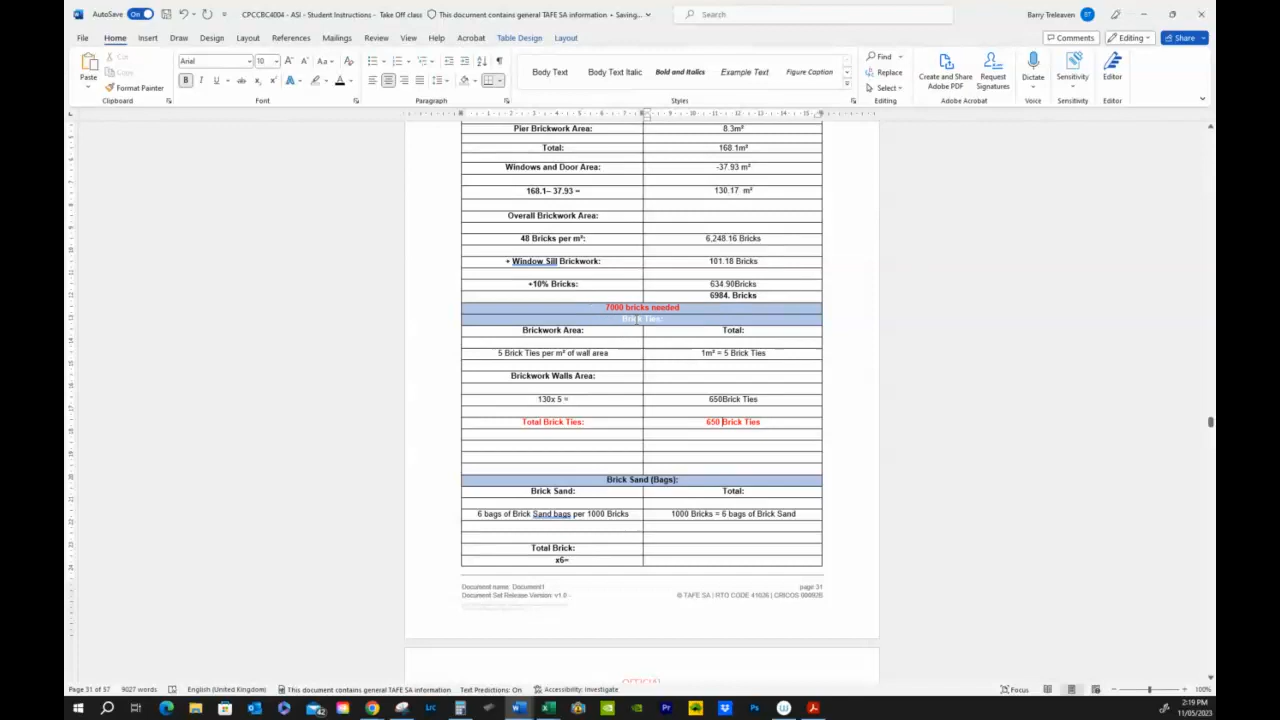 AutoSave On CPCCBC4004 - ASI - Student Instructions - Take Off class This document contains general TAFE SA information • Saving... Search Barry Treleaven BT
File Home Insert Draw Design Layout References Mailings Review View Help Acrobat Table Design Layout Comments Editing Share
Paste Cut Copy Format Painter Arial 10 Body Text Body Text Italic Bold and Italics Example Text Figure Caption Find Replace Select Create and Share Adobe PDF Request Signatures Dictate Sensitivity Editor
Clipboard Font Paragraph Styles Editing Adobe Acrobat Voice Sensitivity Editor
Pier Brickwork Area: 8.3m²
Total: 168.1m²
Windows and Door Area: -37.93 m²
168.1– 37.93 = 130.17 m²
Overall Brickwork Area:
48 Bricks per m²: 6,248.16 Bricks
+ Window Sill Brickwork: 101.18 Bricks
+10% Bricks: 634.90Bricks
6984. Bricks
7000 bricks needed
Brick Ties:
Brickwork Area: Total:
5 Brick Ties per m² of wall area 1m² = 5 Brick Ties
Brickwork Walls Area:
130x 5 = 650Brick Ties
Total Brick Ties: 650 Brick Ties
Brick Sand (Bags):
Brick Sand: Total:
6 bags of Brick Sand bags per 1000 Bricks 1000 Bricks = 6 bags of Brick Sand
Total Brick:
x6=
Document name: Document1 page 31
Document Set Release Version: v1.0 - © TAFE SA | RTO CODE 41026 | CRICOS 00092B
OFFICIAL
Page 31 of 57 9027 words English (United Kingdom) This document contains general TAFE SA information Text Predictions: On Accessibility: Investigate Focus 100%
2:19 PM
11/05/2023